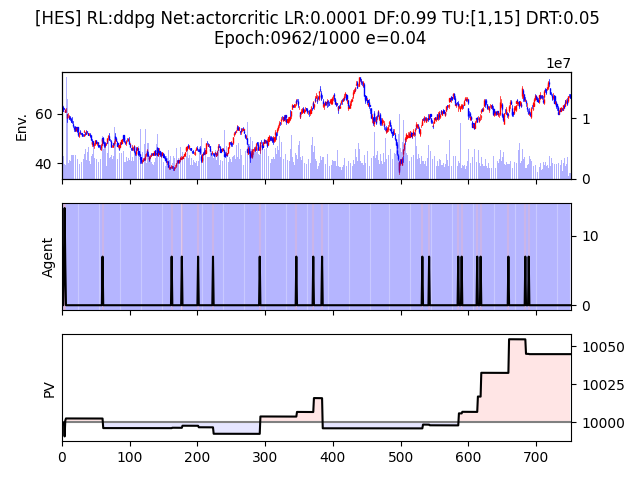 [HES] RL:ddpg Net:actorcritic LR:0.0001 DF:0.99 TU:[1,15] DRT:0.05
Epoch:0962/1000 e=0.04
1e7
Env.
60
40
1
0
Agent
10
0
PV
10050
10025
10000
0 100 200 300 400 500 600 700